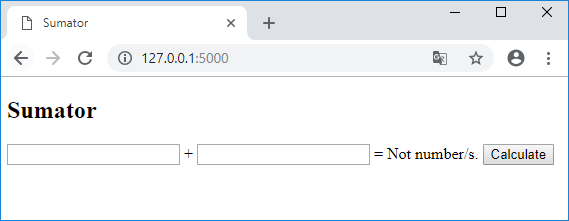 Sumator
127.0.0.1:5000
Sumator
+ = Not number/s. Calculate